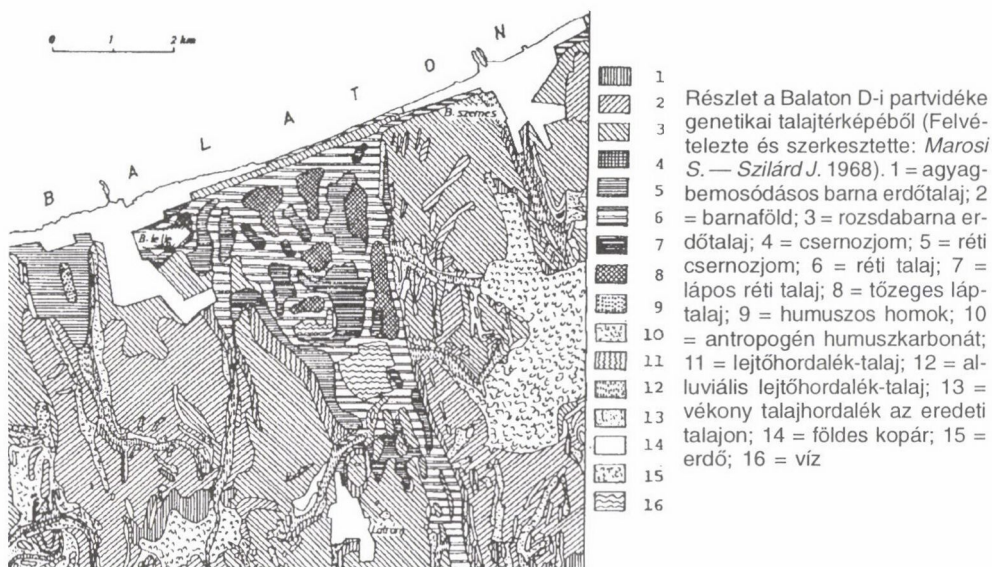 0 1 2 km
B A L A T O N
B. szemes
B. lelle
Látrány
1
2
3
4
5
6
7
8
9
10
11
12
13
14
15
16
Részlet a Balaton D-i partvidéke
genetikai talajtérképéből (Felvé-
telezte és szerkesztette: Marosi
S. — Szilárd J. 1968). 1 = agyag-
bemosódásos barna erdőtalaj; 2
= barnaföld; 3 = rozsdabarna er-
dőtalaj; 4 = csernozjom; 5 = réti
csernozjom; 6 = réti talaj; 7 =
lápos réti talaj; 8 = tőzeges láp-
talaj; 9 = humuszos homok; 10
= antropogén humuszkarbonát;
11 = lejtőhordalék-talaj; 12 = al-
luviális lejtőhordalék-talaj; 13 =
vékony talajhordalék az eredeti
talajon; 14 = földes kopár; 15 =
erdő; 16 = víz